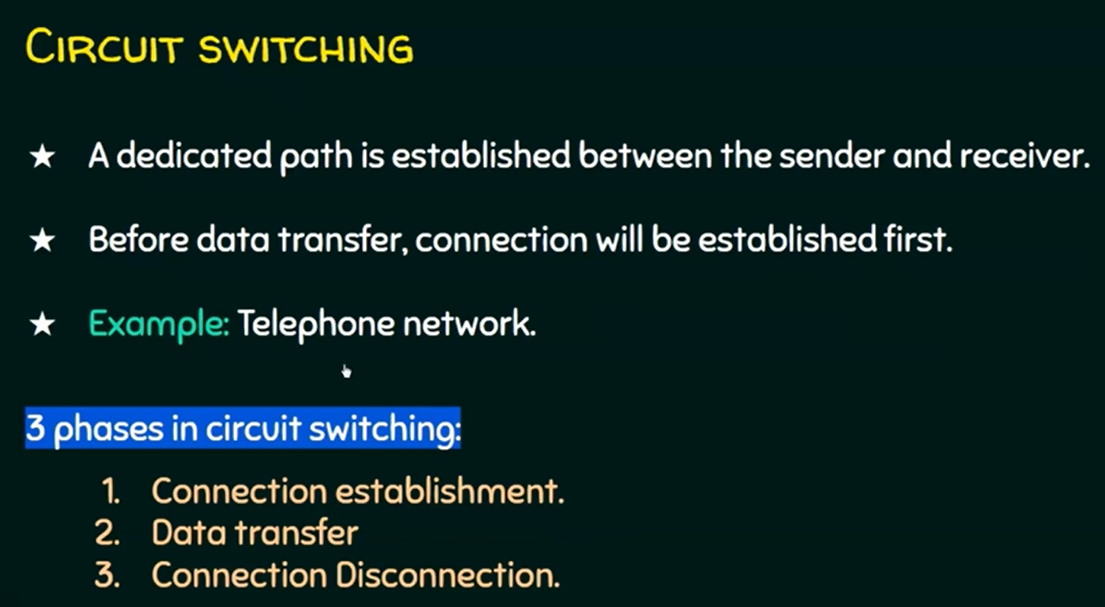 CIRCUIT SWITCHING
★ A dedicated path is established between the sender and receiver.
★ Before data transfer, connection will be established first.
★ Example: Telephone network.
3 phases in circuit switching:
1. Connection establishment.
2. Data transfer
3. Connection Disconnection.